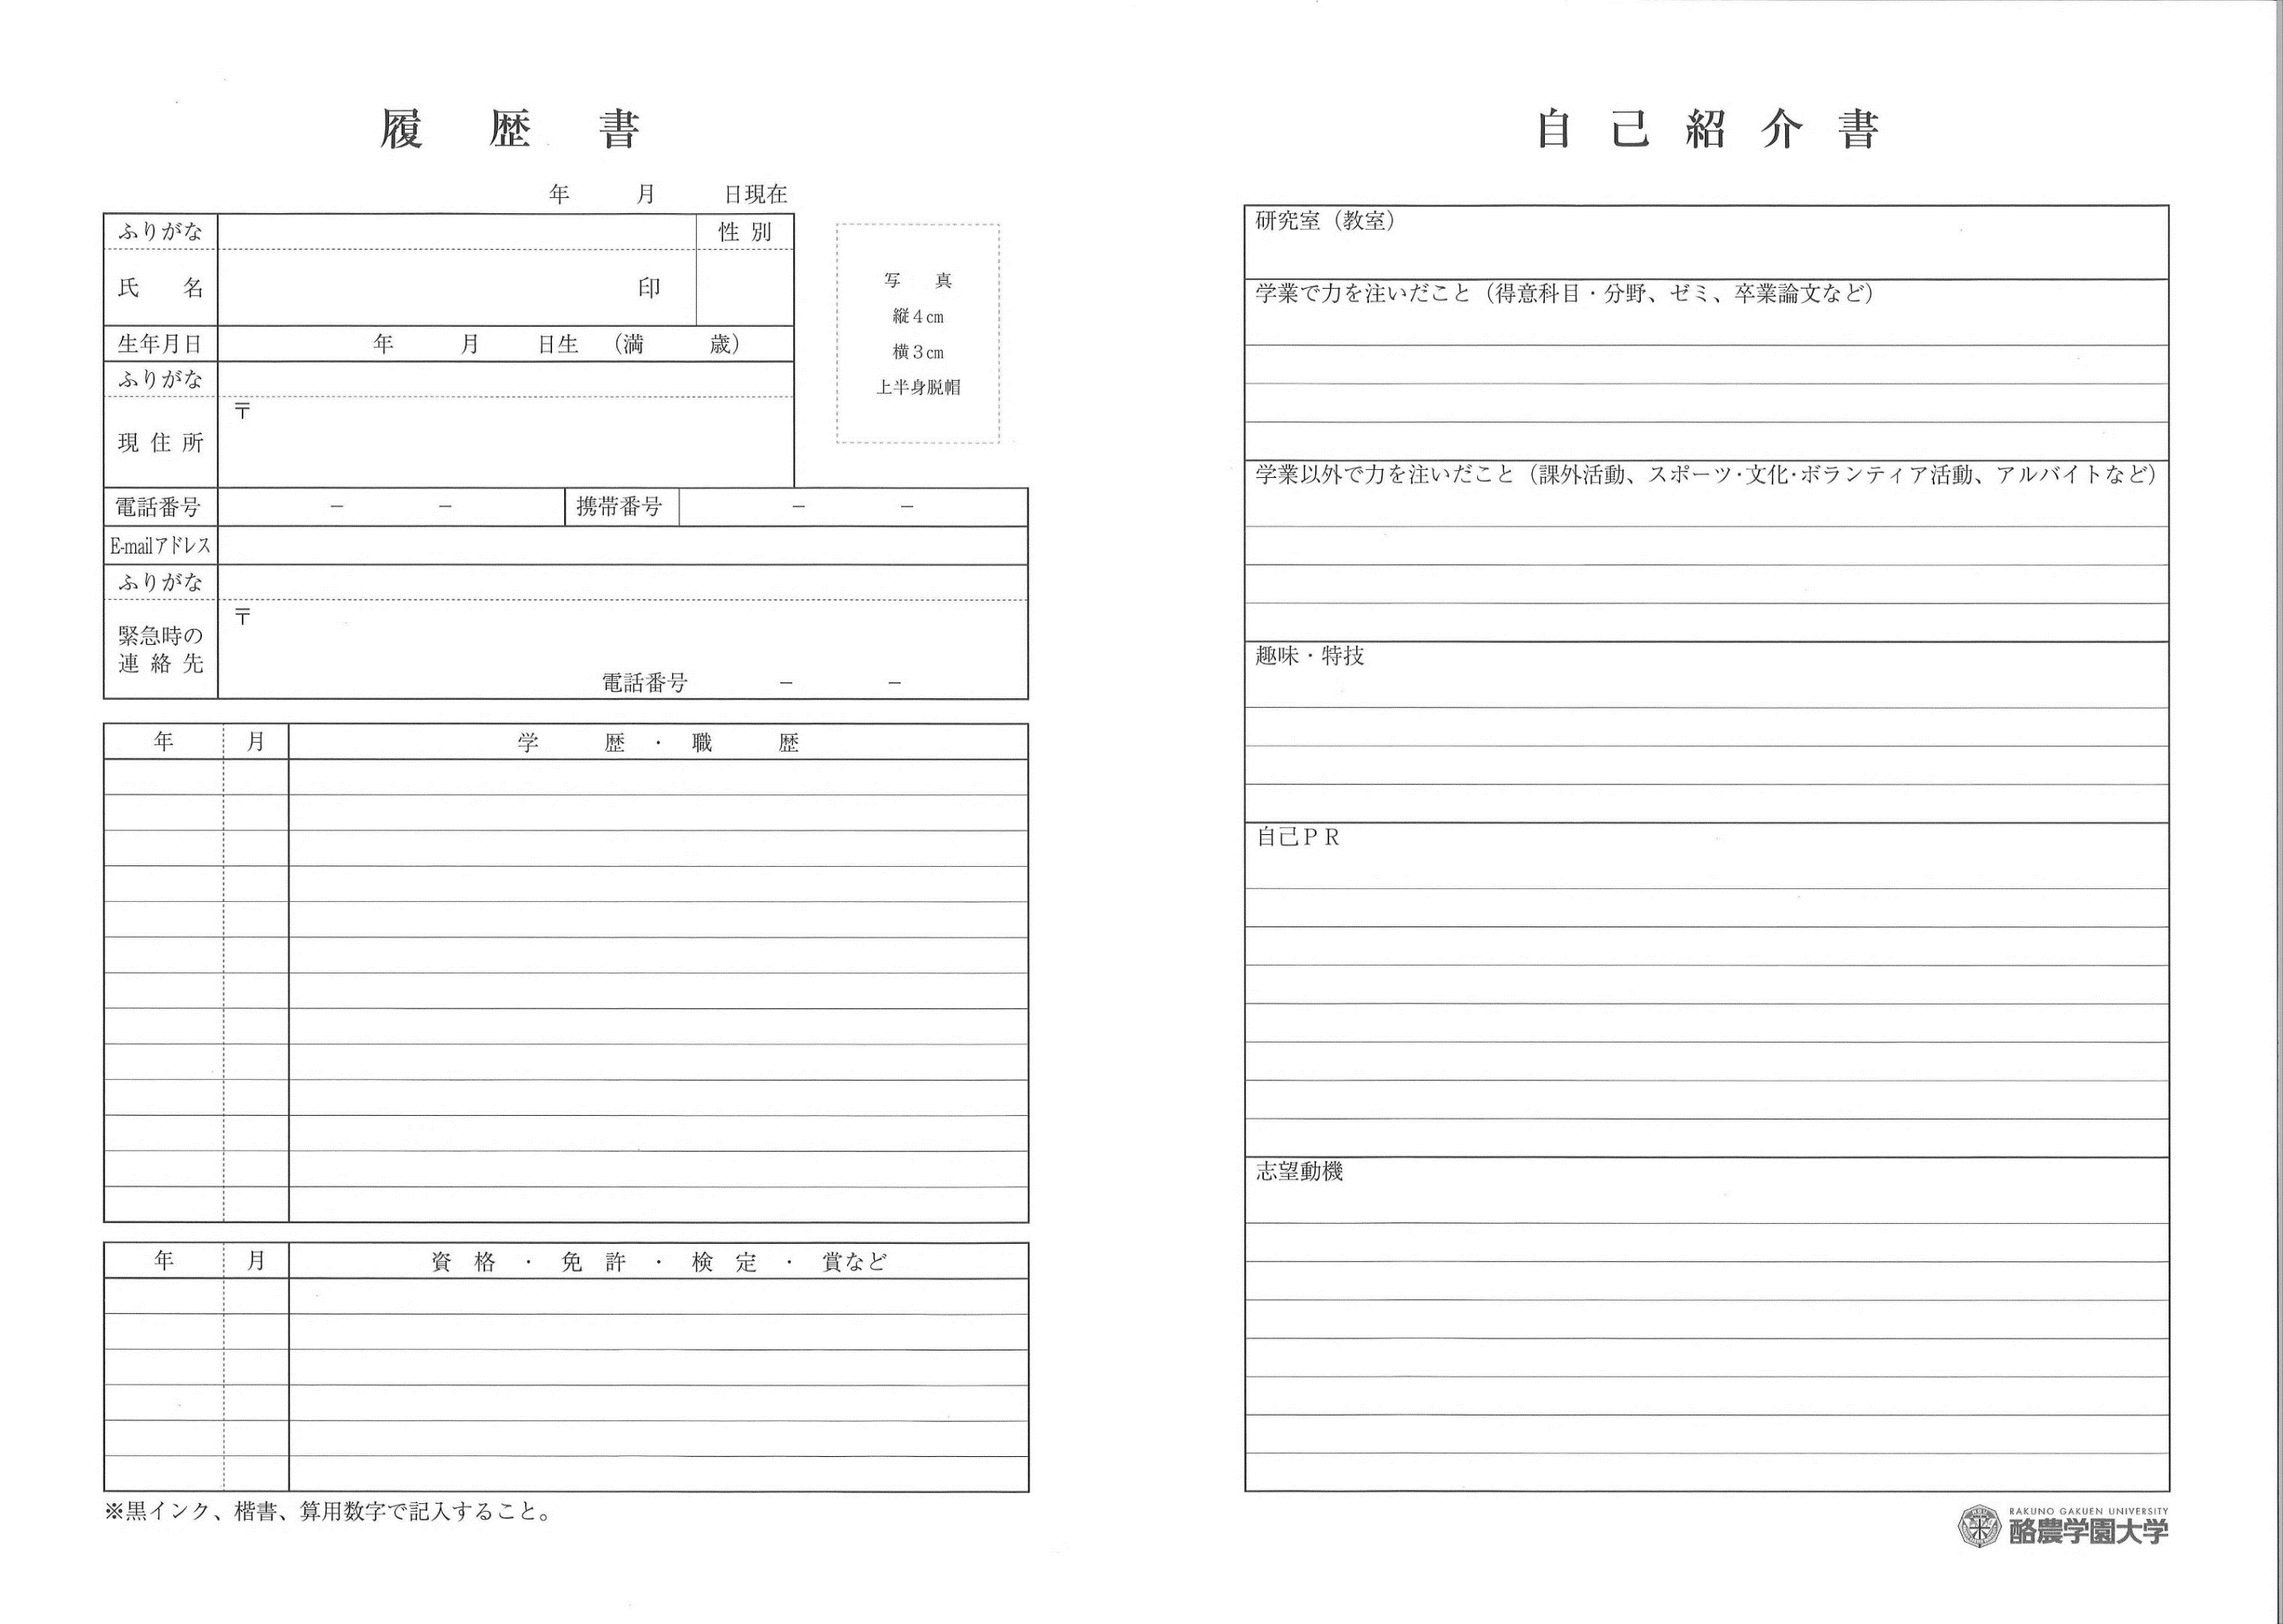 履歴書
年 月 日現在
ふりがな 性別
氏名 印
生年月日 年 月 日生 (満 歳)
ふりがな
現住所 〒
写真
縦4cm
横3cm
上半身脱帽
電話番号 － － 携帯番号 － －
E-mailアドレス
ふりがな
緊急時の 〒
連絡先
電話番号 － －
年 月 学歴・職歴
年 月 資格・免許・検定・賞など
※黒インク、楷書、算用数字で記入すること。
自己紹介書
研究室（教室）
学業で力を注いだこと（得意科目・分野、ゼミ、卒業論文など）
学業以外で力を注いだこと（課外活動、スポーツ・文化・ボランティア活動、アルバイトなど）
趣味・特技
自己ＰＲ
志望動機
RAKUNO GAKUEN UNIVERSITY
酪農学園大学